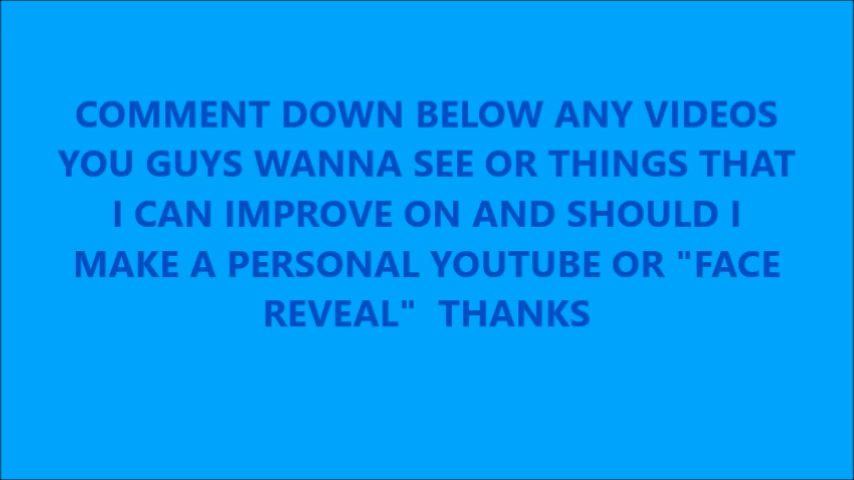 COMMENT DOWN BELOW ANY VIDEOS
YOU GUYS WANNA SEE OR THINGS THAT
I CAN IMPROVE ON AND SHOULD I
MAKE A PERSONAL YOUTUBE OR "FACE
REVEAL"  THANKS